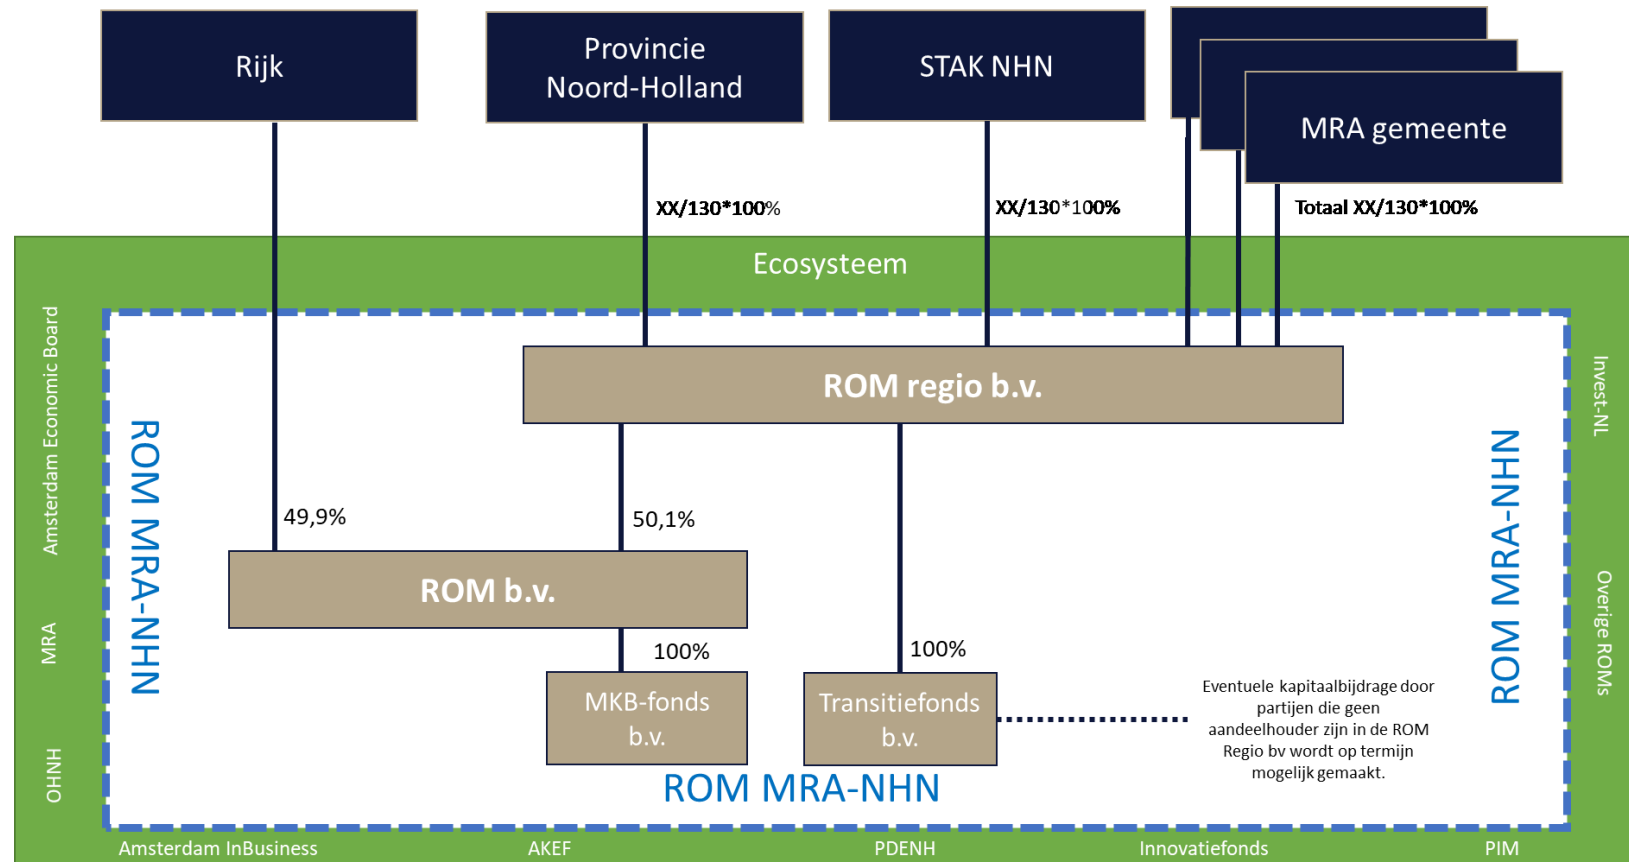 Rijk
Provincie
Noord-Holland
STAK NHN
MRA gemeente
XX/130*100%
XX/130*100%
Totaal XX/130*100%
Ecosysteem
Amsterdam Economic Board
MRA
OHNH
ROM MRA-NHN
ROM regio b.v.
49,9%
50,1%
ROM b.v.
100%
100%
MKB-fonds
b.v.
Transitiefonds
b.v.
Eventuele kapitaalbijdrage door
partijen die geen
aandeelhouder zijn in de ROM
Regio bv wordt op termijn
mogelijk gemaakt.
ROM MRA-NHN
ROM MRA-NHN
Invest-NL
Overige ROMs
Amsterdam InBusiness
AKEF
PDENH
Innovatiefonds
PIM